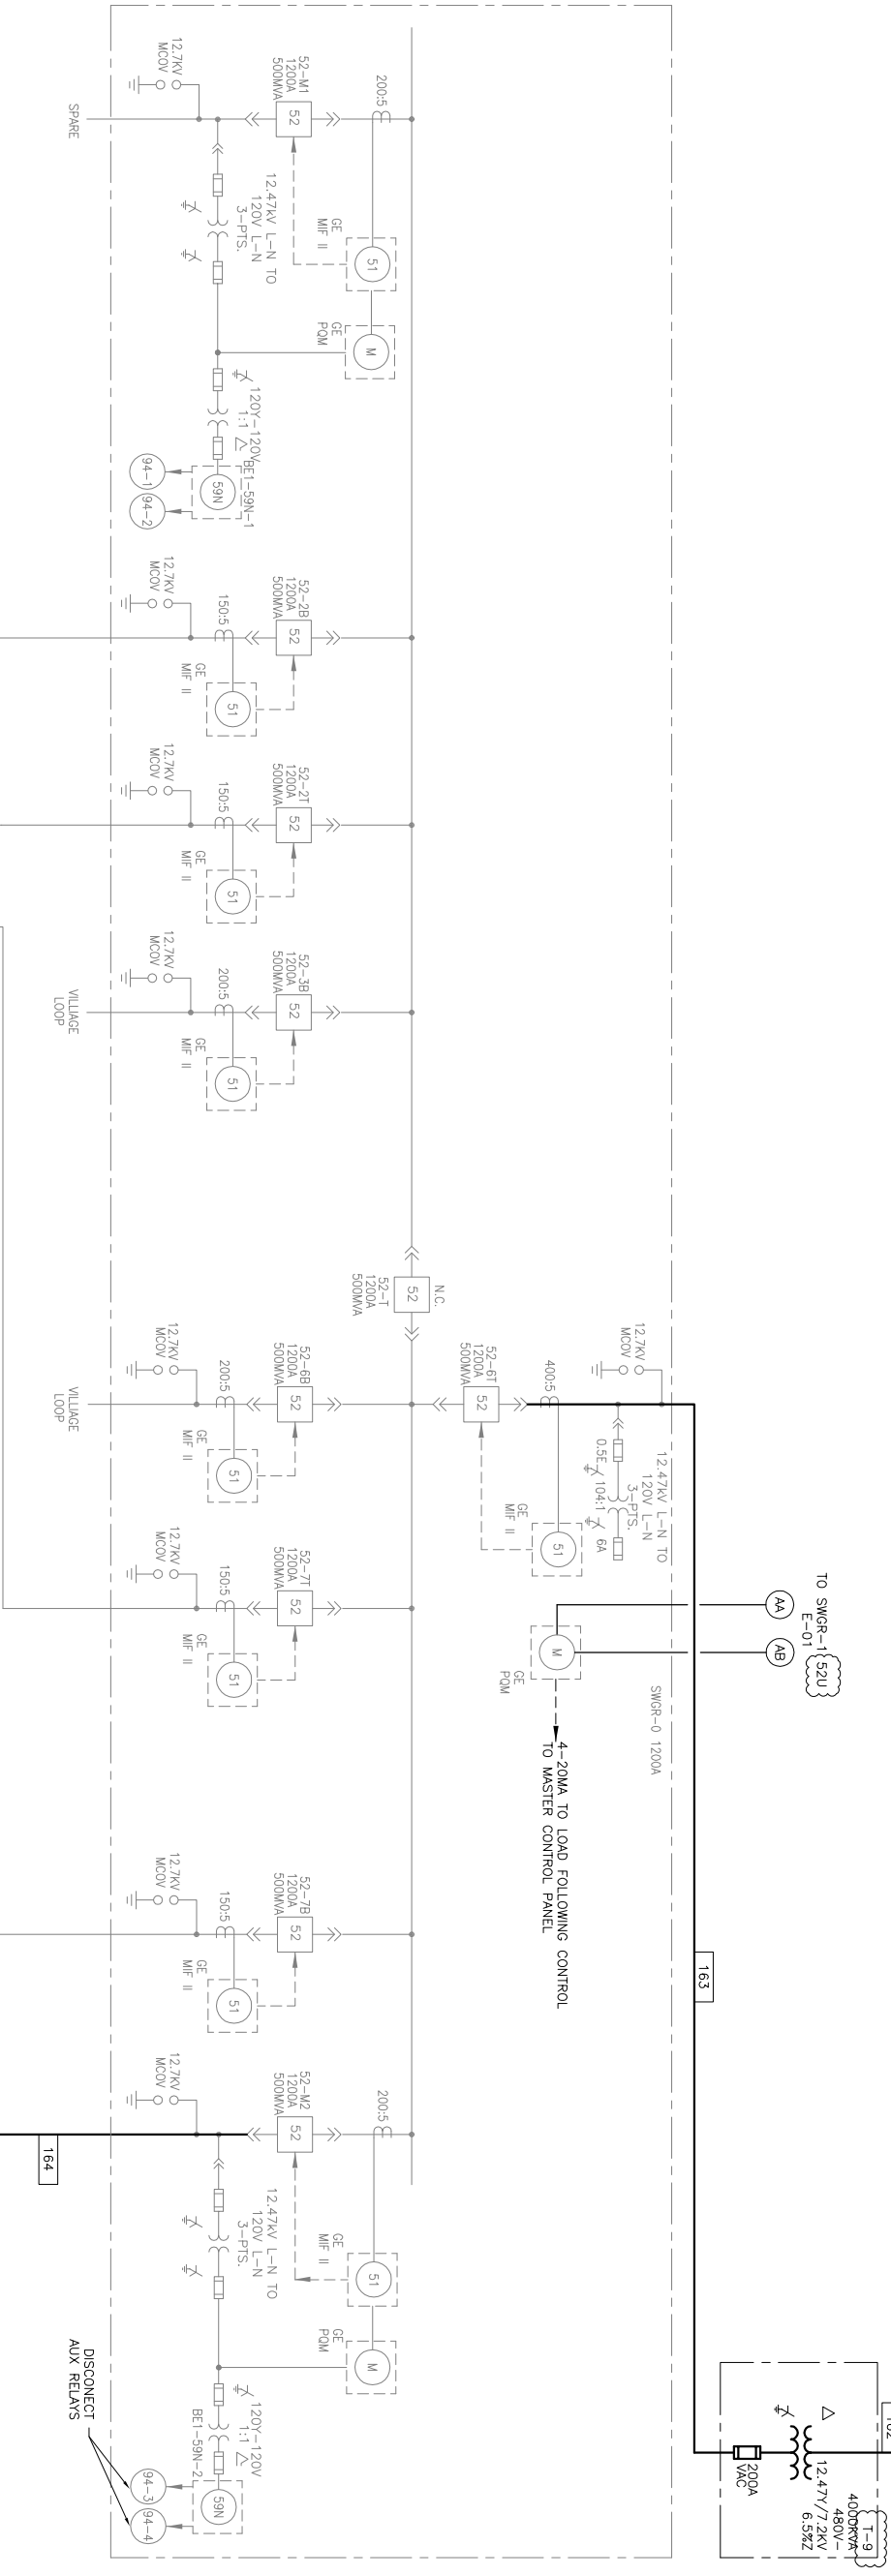 12.7KV
MCOV
SPARE
52-M1
1200A
500MVA
52
200:5
12.47kV L-N TO
120V L-N
3-PTS.
GE
MIF II
51
GE
PQM
M
120Y-120V
1:1
BE1-59N-1
59N
94-1
94-2
12.7KV
MCOV
150:5
52-2B
1200A
500MVA
52
GE
MIF II
51
12.7KV
MCOV
150:5
52-2T
1200A
500MVA
52
GE
MIF II
51
12.7KV
MCOV
VILLIAGE
LOOP
200:5
52-3B
1200A
500MVA
52
GE
MIF II
51
N.C.
52
52-T
1200A
500MVA
12.7KV
MCOV
VILLIAGE
LOOP
200:5
52-6B
1200A
500MVA
52
GE
MIF II
51
52-6T
1200A
500MVA
52
400:5
12.7KV
MCOV
12.47kV L-N TO
120V L-N
3-PTS.
0.5E
104:1
6A
GE
MIF II
51
12.7KV
MCOV
150:5
52-7T
1200A
500MVA
52
GE
MIF II
51
M
GE
PQM
TO SWGR-1
E-01
52U
AA
AB
SWGR-0 1200A
4-20MA TO LOAD FOLLOWING CONTROL
TO MASTER CONTROL PANEL
12.7KV
MCOV
150:5
52-7B
1200A
500MVA
52
GE
MIF II
51
163
12.7KV
MCOV
164
52-M2
1200A
500MVA
52
200:5
12.47kV L-N TO
120V L-N
3-PTS.
GE
MIF II
51
GE
PQM
M
120Y-120V
1:1
BE1-59N-2
59N
94-3
94-4
DISCONECT
AUX RELAYS
200A
VAC
T-9
4000KVA
480V-
12.47Y/7.2KV
6.5%Z